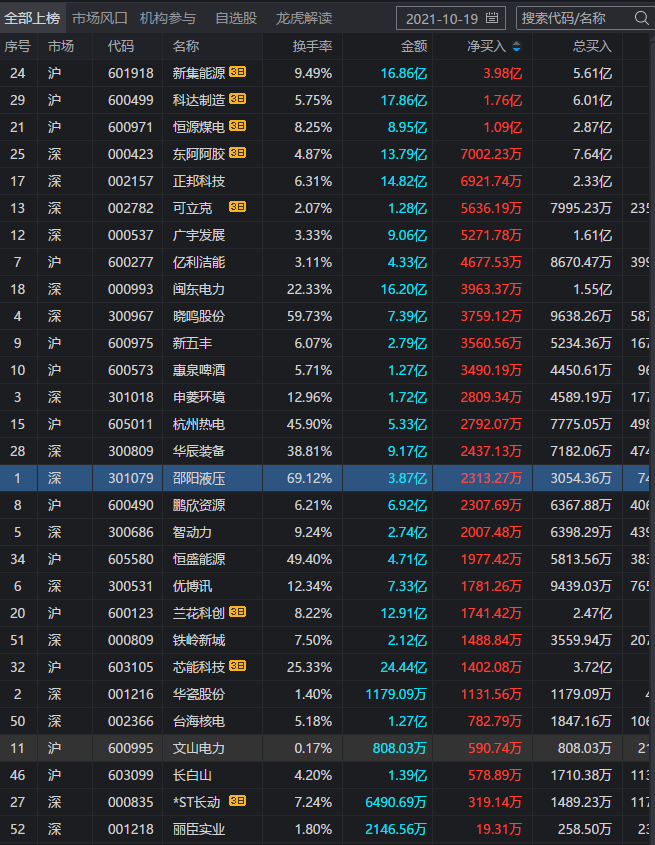 全部上榜 市场风口 机构参与 自选股 龙虎解读 2021-10-19 搜索代码/名称
序号 市场 代码 名称 换手率 金额 净买入 总买入
24 沪 601918 新集能源 3日 9.49% 16.86亿 3.98亿 5.61亿
29 沪 600499 科达制造 3日 5.75% 17.86亿 1.76亿 6.01亿
21 沪 600971 恒源煤电 3日 8.25% 8.95亿 1.09亿 2.87亿
25 深 000423 东阿阿胶 3日 4.87% 13.79亿 7002.23万 7.64亿
17 深 002157 正邦科技 6.31% 14.82亿 6921.74万 2.33亿
13 深 002782 可立克 3日 2.07% 1.28亿 5636.19万 7995.23万 235
12 深 000537 广宇发展 3.33% 9.06亿 5271.78万 1.61亿
7 沪 600277 亿利洁能 3.11% 4.33亿 4677.53万 8670.47万 399
18 深 000993 闽东电力 22.33% 16.20亿 3963.37万 1.55亿
4 深 300967 晓鸣股份 59.73% 7.39亿 3759.12万 9638.26万 587
9 沪 600975 新五丰 6.07% 2.79亿 3560.56万 5234.36万 167
10 沪 600573 惠泉啤酒 5.71% 1.27亿 3490.19万 4450.61万 96
3 深 301018 申菱环境 12.96% 1.72亿 2809.34万 4589.19万 177
15 沪 605011 杭州热电 45.90% 5.33亿 2792.07万 7775.05万 498
28 深 300809 华辰装备 38.81% 9.17亿 2437.13万 7182.06万 474
1 深 301079 邵阳液压 69.12% 3.87亿 2313.27万 3054.36万 74
8 沪 600490 鹏欣资源 6.21% 6.92亿 2307.69万 6367.88万 406
5 深 300686 智动力 9.24% 2.74亿 2007.48万 6398.29万 439
34 沪 605580 恒盛能源 49.40% 4.71亿 1977.42万 5813.56万 383
6 深 300531 优博讯 12.34% 7.33亿 1781.26万 9439.03万 765
20 沪 600123 兰花科创 3日 8.22% 12.91亿 1741.42万 2.47亿
51 深 000809 铁岭新城 7.50% 2.12亿 1488.84万 3559.94万 207
32 沪 603105 芯能科技 3日 25.33% 24.44亿 1402.08万 3.72亿
2 深 001216 华瓷股份 1.40% 1179.09万 1131.56万 1179.09万 4
50 深 002366 台海核电 5.18% 1.27亿 782.79万 1847.16万 106
11 沪 600995 文山电力 0.17% 808.03万 590.74万 808.03万 21
46 沪 603099 长白山 4.20% 1.39亿 578.89万 1710.38万 113
27 深 000835 *ST长动 3日 7.24% 6490.69万 319.14万 1489.23万 117
52 深 001218 丽臣实业 1.80% 2146.56万 19.31万 258.50万 23